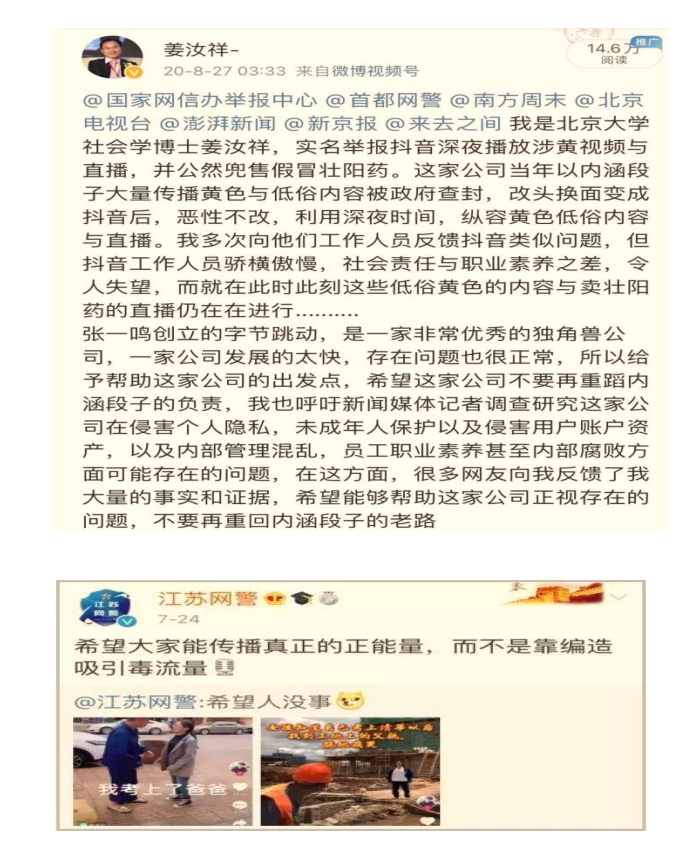 姜汝祥-
20-8-27 03:33 来自微博视频号
14.6万
阅读
推广
@国家网信办举报中心 @首都网警 @南方周末 @北京
电视台 @澎湃新闻 @新京报 @来去之间 我是北京大学
社会学博士姜汝祥，实名举报抖音深夜播放涉黄视频与
直播，并公然兜售假冒壮阳药。这家公司当年以内涵段
子大量传播黄色与低俗内容被政府查封，改头换面变成
抖音后，恶性不改，利用深夜时间，纵容黄色低俗内容
与直播。我多次向他们工作人员反馈抖音类似问题，但
抖音工作人员骄横傲慢，社会责任与职业素养之差，令
人失望，而就在此时此刻这些低俗黄色的内容与卖壮阳
药的直播仍在在进行..........
张一鸣创立的字节跳动，是一家非常优秀的独角兽公
司，一家公司发展的太快，存在问题也很正常，所以给
予帮助这家公司的出发点，希望这家公司不要再重蹈内
涵段子的负责，我也呼吁新闻媒体记者调查研究这家公
司在侵害个人隐私，未成年人保护以及侵害用户账户资
产，以及内部管理混乱，员工职业素养甚至内部腐败方
面可能存在的问题，在这方面，很多网友向我反馈了我
大量的事实和证据，希望能够帮助这家公司正视存在的
问题，不要再重回内涵段子的老路
江苏网警
7-24
江苏
网警
希望大家能传播真正的正能量，而不是靠编造
吸引毒流量
@江苏网警:希望人没事
我考上了爸爸
女孩知道自己考上清华以后
找到工地上的父亲